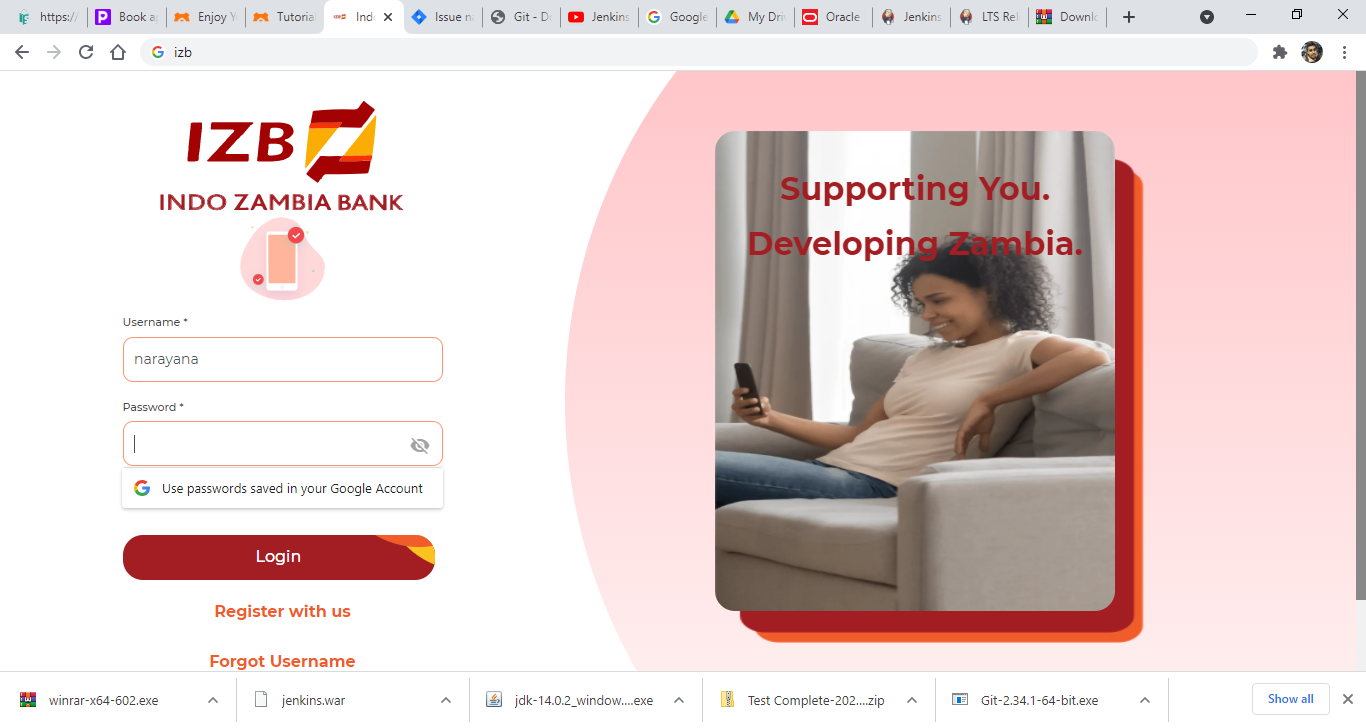 https:/
Book a
Enjoy Y
Tutoria
Ind
Issue n
Git - D
Jenkins
Google
My Dri
Oracle
Jenkins
LTS Rel
Downlo
izb
IZB
INDO ZAMBIA BANK
Username *
narayana
Password *
Use passwords saved in your Google Account
Login
Register with us
Forgot Username
Supporting You.
Developing Zambia.
winrar-x64-602.exe
jenkins.war
jdk-14.0.2_window....exe
Test Complete-202....zip
Git-2.34.1-64-bit.exe
Show all